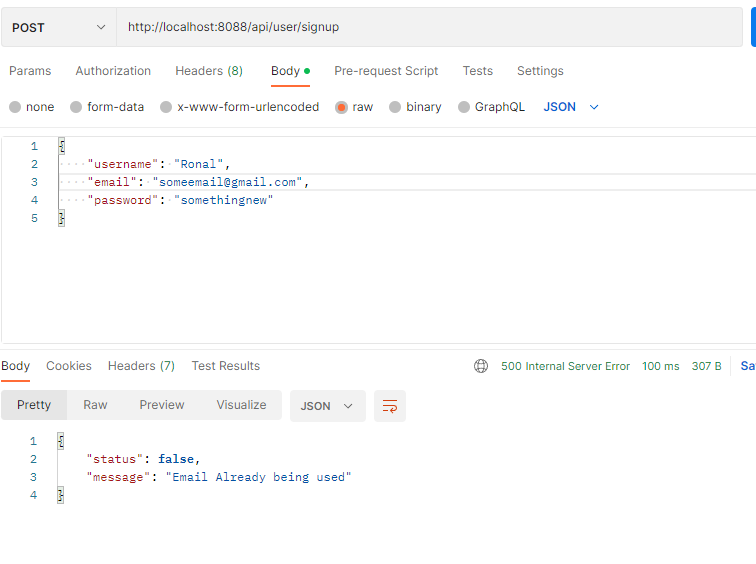 POST http://localhost:8088/api/user/signup
Params Authorization Headers (8) Body Pre-request Script Tests Settings
none form-data x-www-form-urlencoded raw binary GraphQL JSON
1 {
2 "username": "Ronal",
3 "email": "someemail@gmail.com",
4 "password": "somethingnew"
5 }
Body Cookies Headers (7) Test Results 500 Internal Server Error 100 ms 307 B
Pretty Raw Preview Visualize JSON
1 {
2 "status": false,
3 "message": "Email Already being used"
4 }